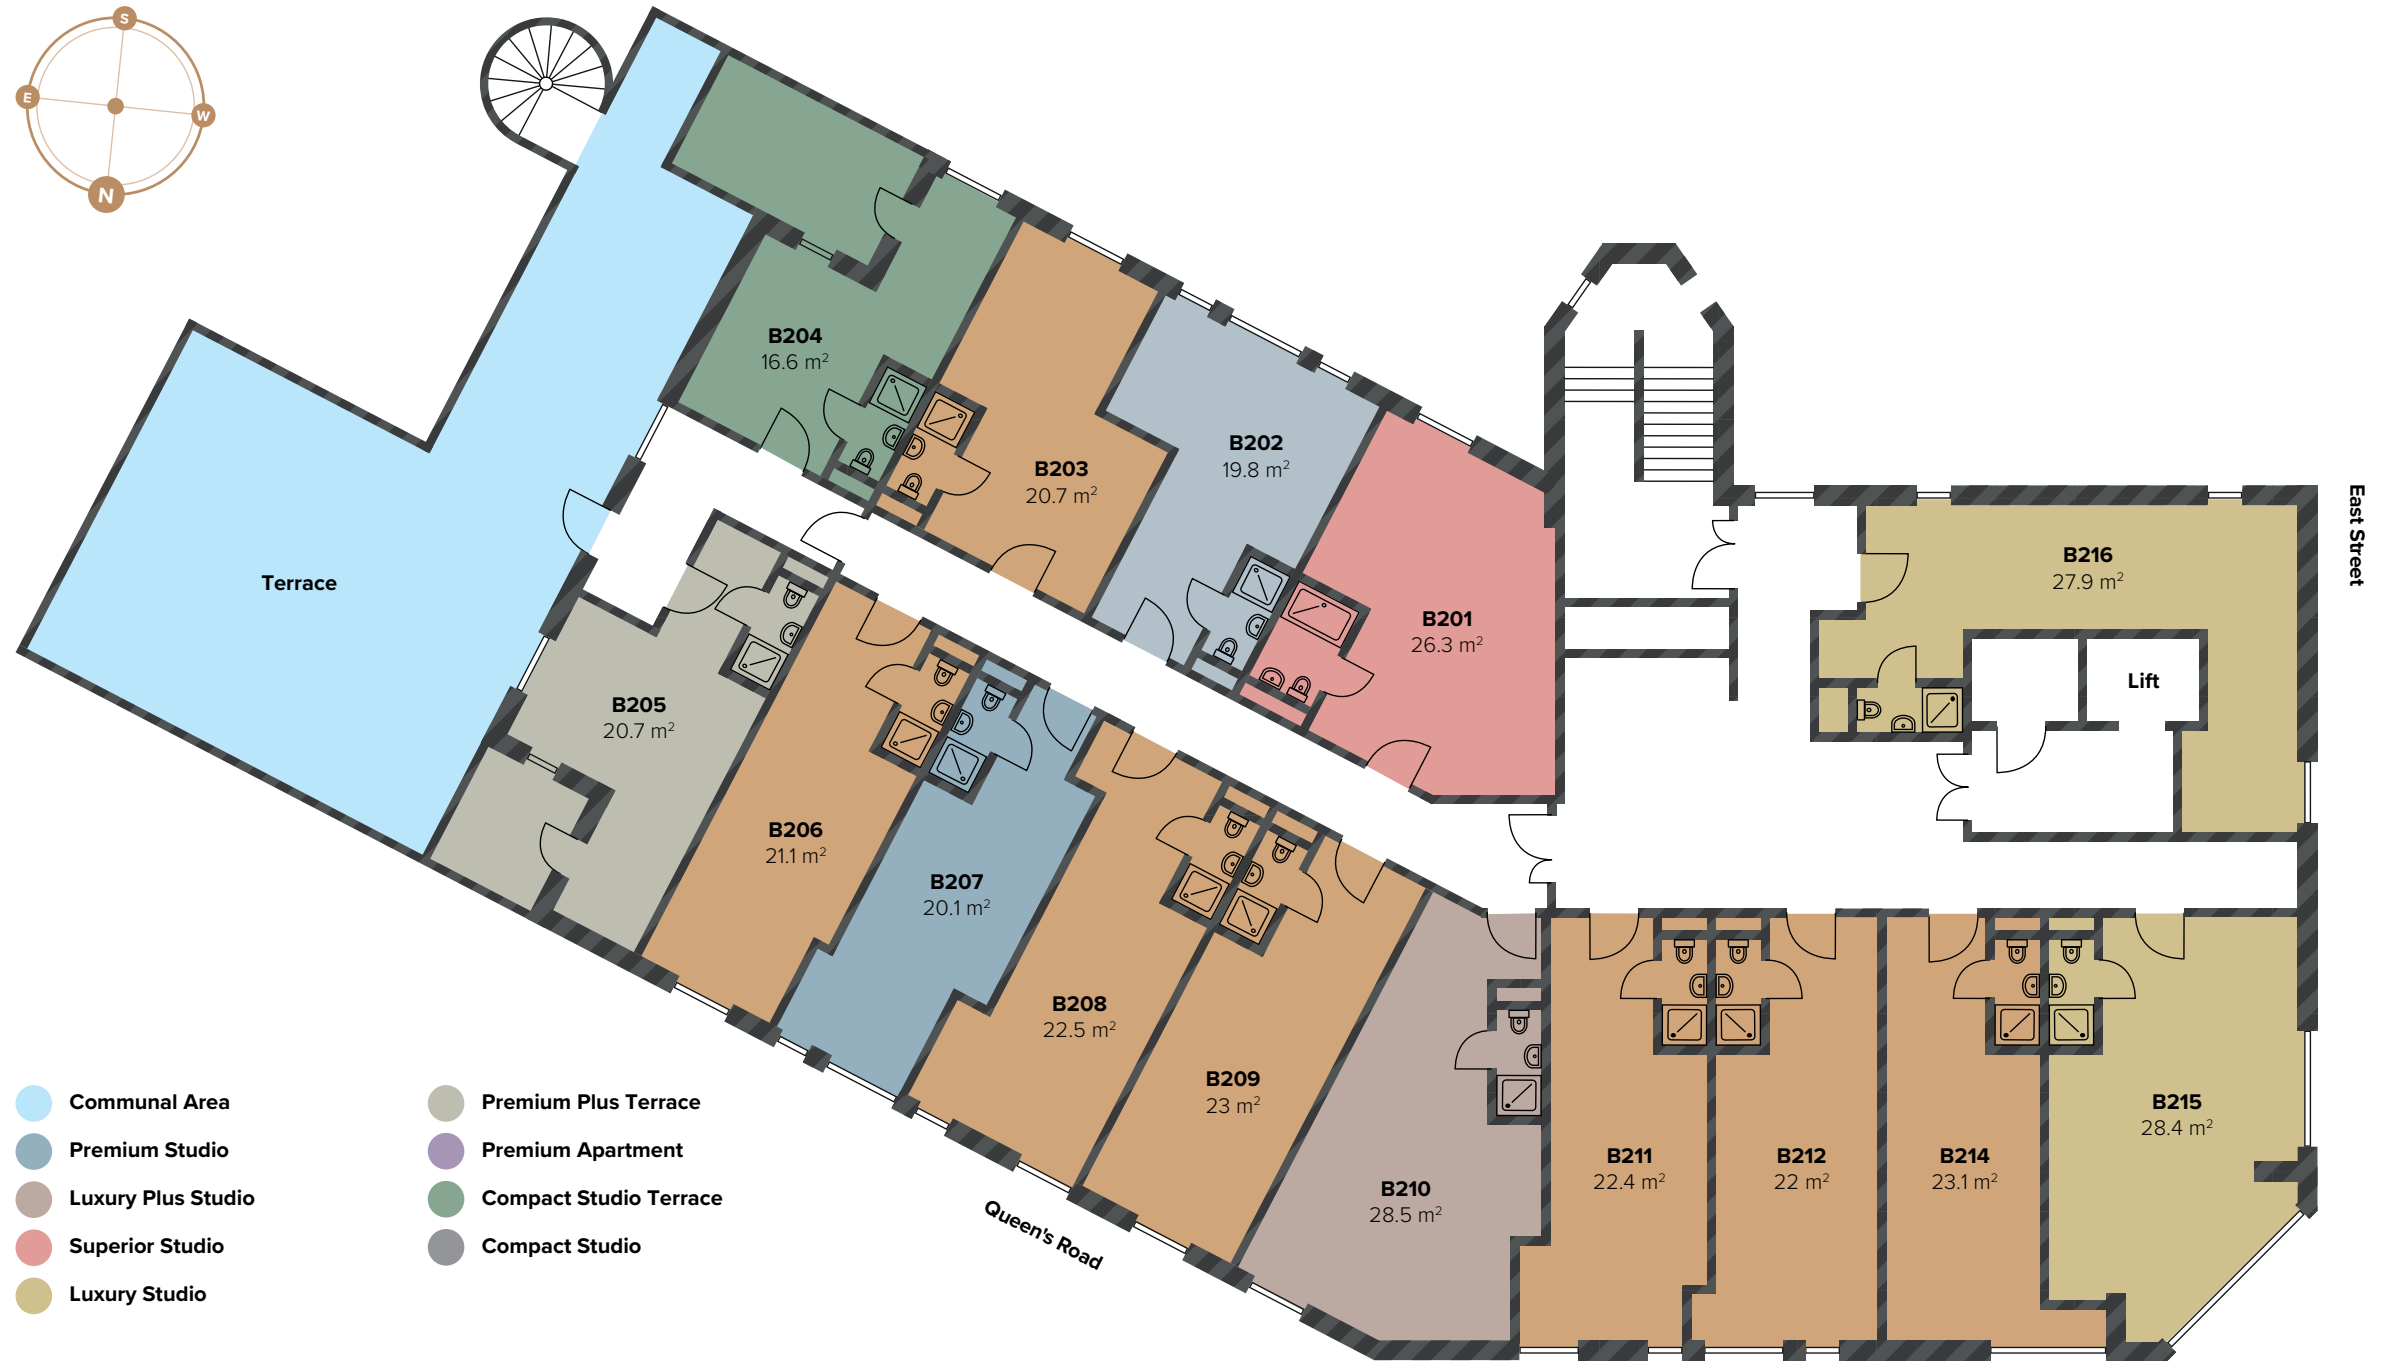 S
E
W
N
B204
16.6 m²
B203
20.7 m²
B202
19.8 m²
B201
26.3 m²
B216
27.9 m²
East Street
Lift
Terrace
B205
20.7 m²
B206
21.1 m²
B207
20.1 m²
B208
22.5 m²
B209
23 m²
B210
28.5 m²
B211
22.4 m²
B212
22 m²
B214
23.1 m²
B215
28.4 m²
Queen's Road
Communal Area
Premium Studio
Luxury Plus Studio
Superior Studio
Luxury Studio
Premium Plus Terrace
Premium Apartment
Compact Studio Terrace
Compact Studio